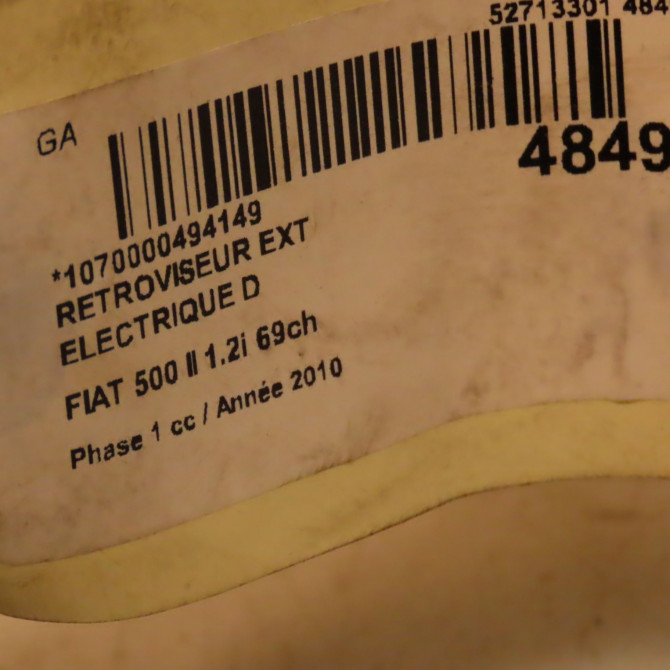 52713301 484
GA
4849
*1070000494149
RETROVISEUR EXT
ELECTRIQUE D
FIAT 500 II 1.2i 69ch
Phase 1 cc / Année 2010